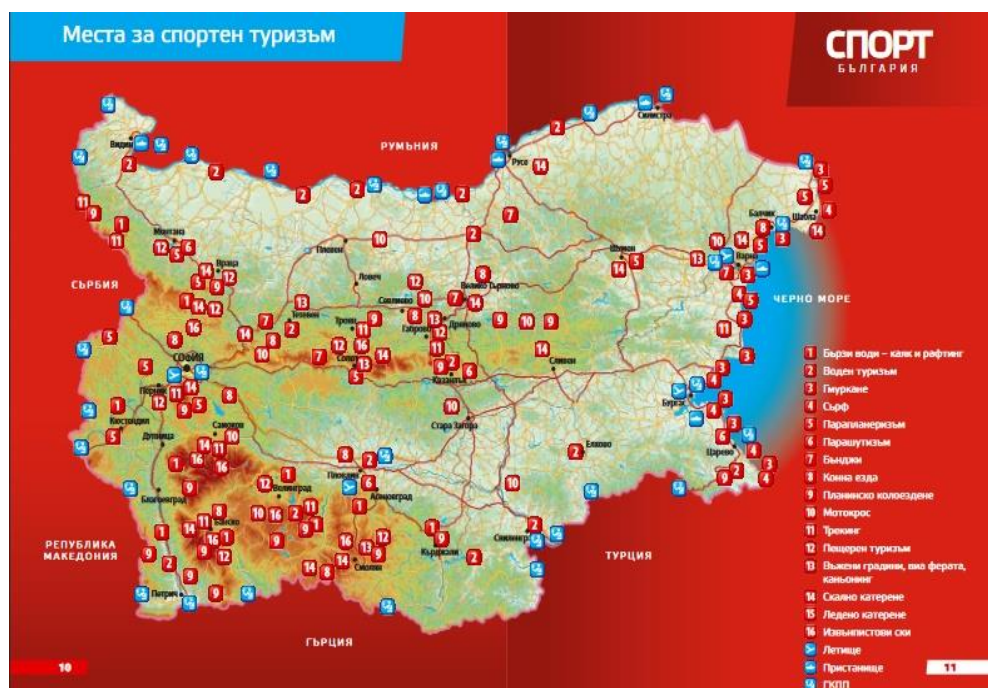 Места за спортен туризъм
СПОРТ
БЪЛГАРИЯ
РУМЪНИЯ
СЪРБИЯ
ЧЕРНО МОРЕ
РЕПУБЛИКА
МАКЕДОНИЯ
ТУРЦИЯ
ГЪРЦИЯ
Видин
Силистра
Русе
Монтана
Враца
Плевен
Ловеч
Шумен
Балчик
Шабла
Варна
Велико Търново
Севлиево
Тетевен
Троян
Габрово
Дряново
СОФИЯ
Сопот
Казанлък
Сливен
Бургас
Перник
Кюстендил
Дупница
Самоков
Стара Загора
Елхово
Царево
Пловдив
Асеновград
Благоевград
Велинград
Банско
Свиленград
Кърджали
Смолян
Петрич
1 Бързи води – каяк и рафтинг
2 Воден туризъм
3 Гмуркане
4 Сърф
5 Парапланеризъм
6 Парашутизъм
7 Бънджи
8 Конна езда
9 Планинско колоездене
10 Мотокрос
11 Трекинг
12 Пещерен туризъм
13 Въжени градини, виа ферата,
каньонинг
14 Скално катерене
15 Ледено катерене
16 Извънпистови ски
Летище
Пристанище
ГКПП
10
11